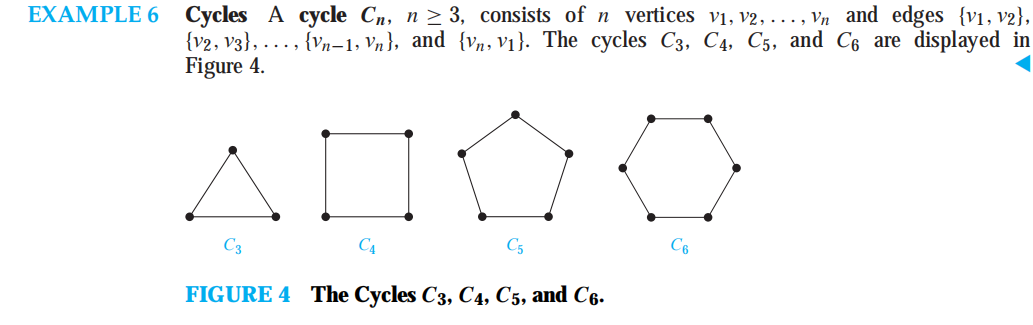 EXAMPLE 6 Cycles A cycle Cn, n ≥ 3, consists of n vertices v1, v2, . . . , vn and edges {v1, v2},
{v2, v3}, . . . , {vn−1, vn}, and {vn, v1}. The cycles C3, C4, C5, and C6 are displayed in
Figure 4.
C3 C4 C5 C6
FIGURE 4 The Cycles C3, C4, C5, and C6.